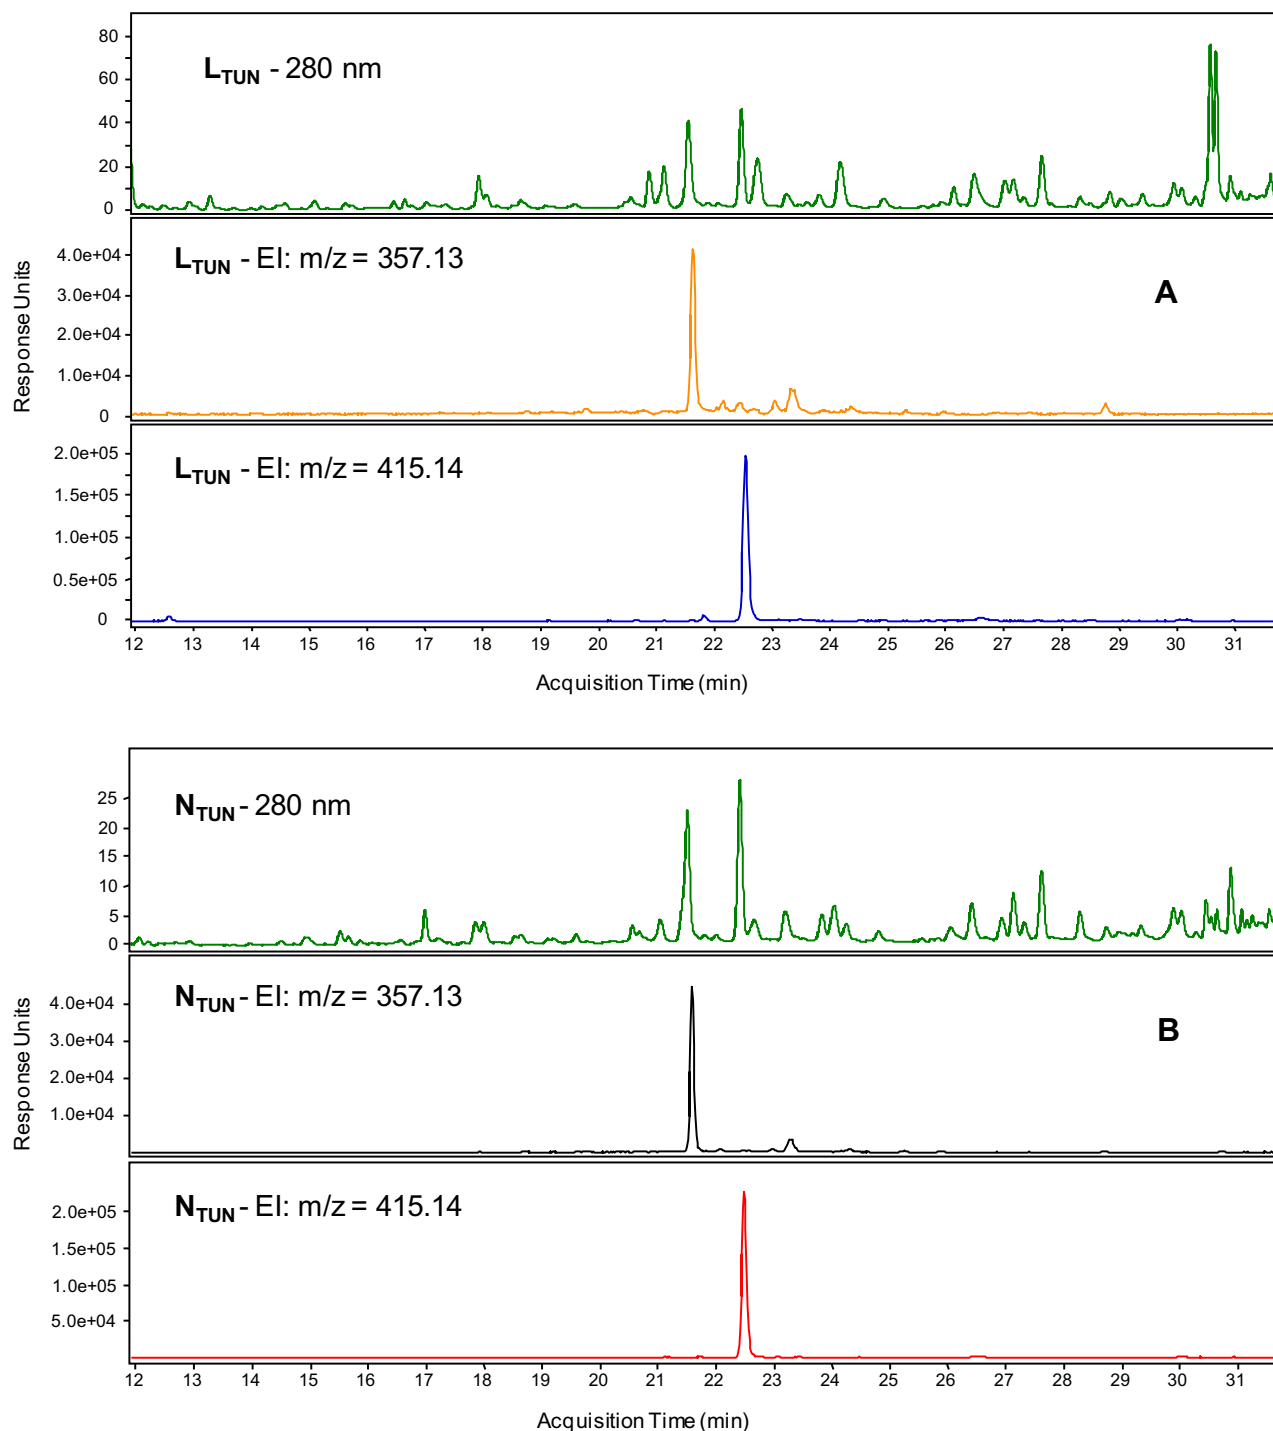 L_TUN - 280 nm
80
60
40
20
0
L_TUN - EI: m/z = 357.13
A
4.0e+04
3.0e+04
2.0e+04
1.0e+04
0
L_TUN - EI: m/z = 415.14
2.0e+05
1.5e+05
1.0e+05
0.5e+05
0
Response Units
12 13 14 15 16 17 18 19 20 21 22 23 24 25 26 27 28 29 30 31
Acquisition Time (min)
N_TUN - 280 nm
25
20
15
10
5
0
N_TUN - EI: m/z = 357.13
B
4.0e+04
3.0e+04
2.0e+04
1.0e+04
N_TUN - EI: m/z = 415.14
2.0e+05
1.5e+05
1.0e+05
5.0e+04
Response Units
12 13 14 15 16 17 18 19 20 21 22 23 24 25 26 27 28 29 30 31
Acquisition Time (min)